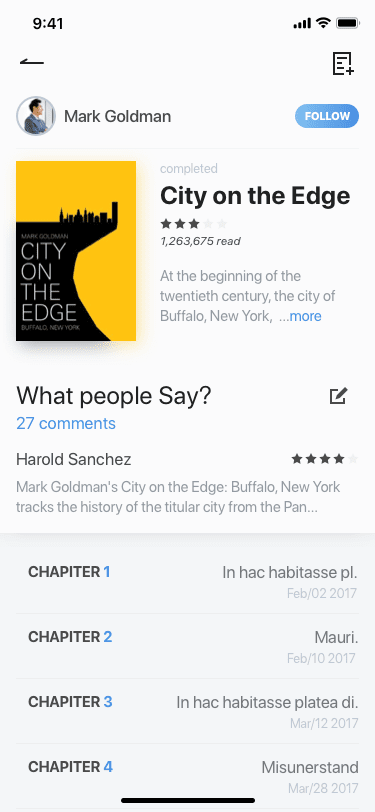 9:41
Mark Goldman
FOLLOW
completed
City on the Edge
1,263,675 read
At the beginning of the
twentieth century, the city of
Buffalo, New York, ...more
MARK GOLDMAN
CITY
ON
THE
EDGE
BUFFALO, NEW YORK
What people Say?
27 comments
Harold Sanchez
Mark Goldman's City on the Edge: Buffalo, New York
tracks the history of the titular city from the Pan...
CHAPITER 1 In hac habitasse pl.
Feb/02 2017
CHAPITER 2 Mauri.
Feb/10 2017
CHAPITER 3 In hac habitasse platea di.
Mar/12 2017
CHAPITER 4 Misunerstand
Mar/28 2017